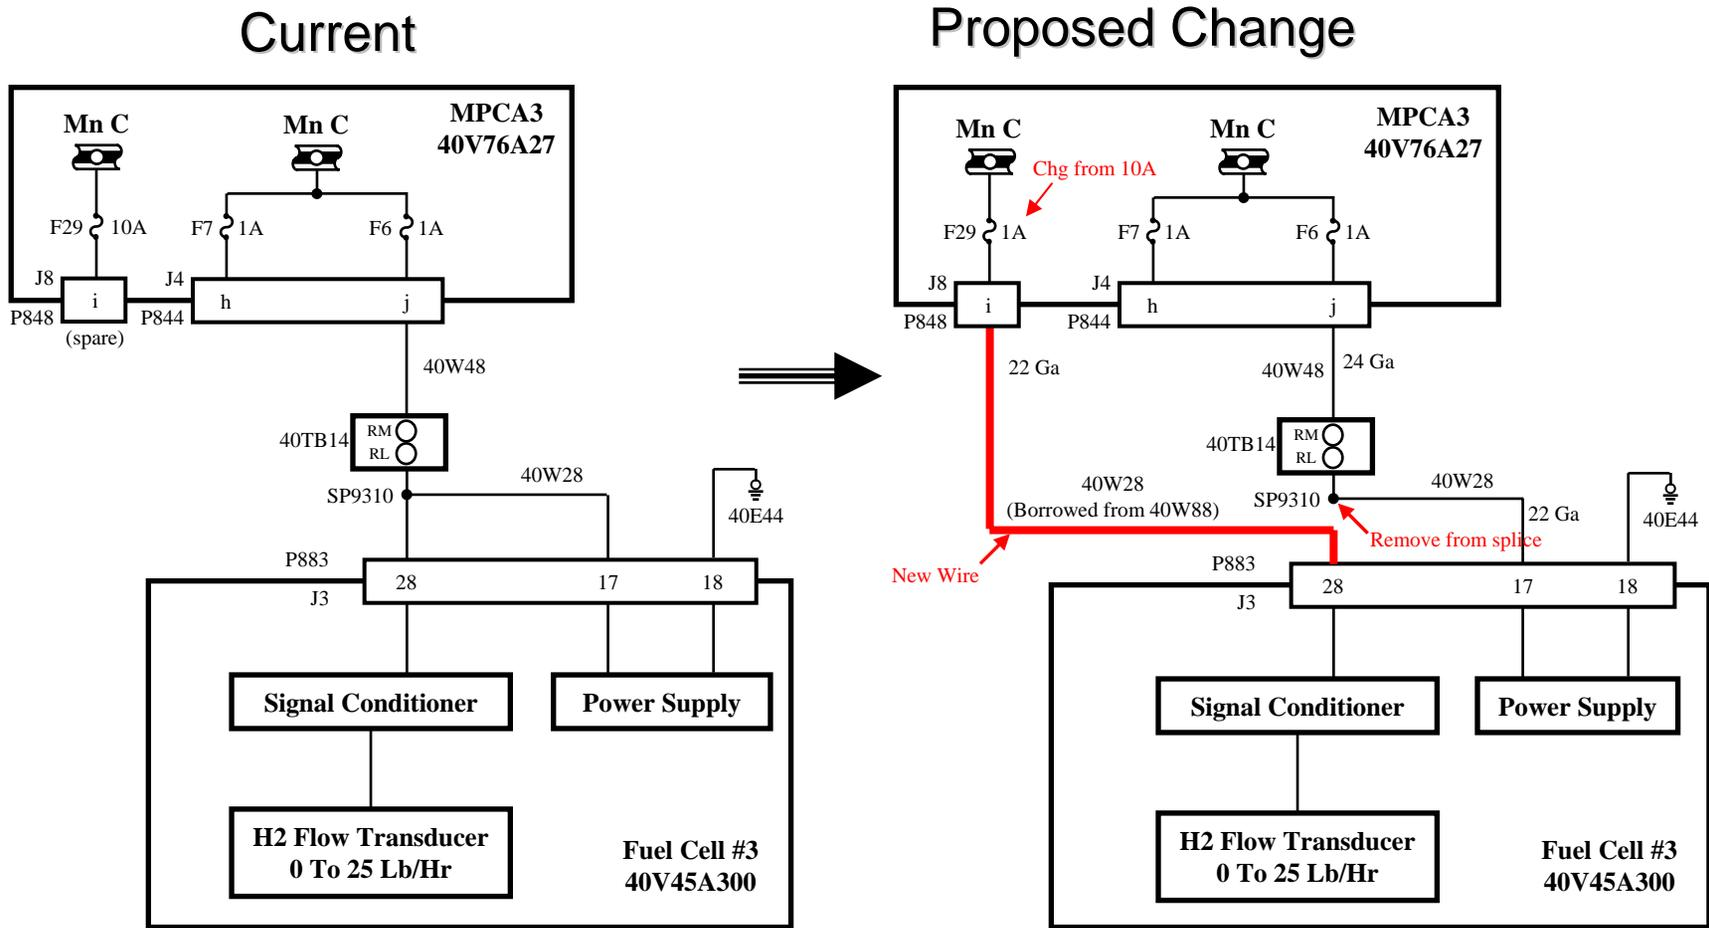 Current
Mn C
Mn C
MPCA3
40V76A27
F29
10A
F7
1A
F6
1A
J8
J4
i
h
j
P848
P844
(spare)
40W48
40TB14
RM
RL
SP9310
40W28
40E44
P883
28
17
18
J3
Signal Conditioner
Power Supply
H2 Flow Transducer
0 To 25 Lb/Hr
Fuel Cell #3
40V45A300
Proposed Change
Mn C
Mn C
MPCA3
40V76A27
Chg from 10A
F29
1A
F7
1A
F6
1A
J8
J4
i
h
j
P848
P844
22 Ga
40W48
24 Ga
40TB14
RM
RL
40W28
(Borrowed from 40W88)
SP9310
40W28
22 Ga
40E44
Remove from splice
New Wire
P883
28
17
18
J3
Signal Conditioner
Power Supply
H2 Flow Transducer
0 To 25 Lb/Hr
Fuel Cell #3
40V45A300